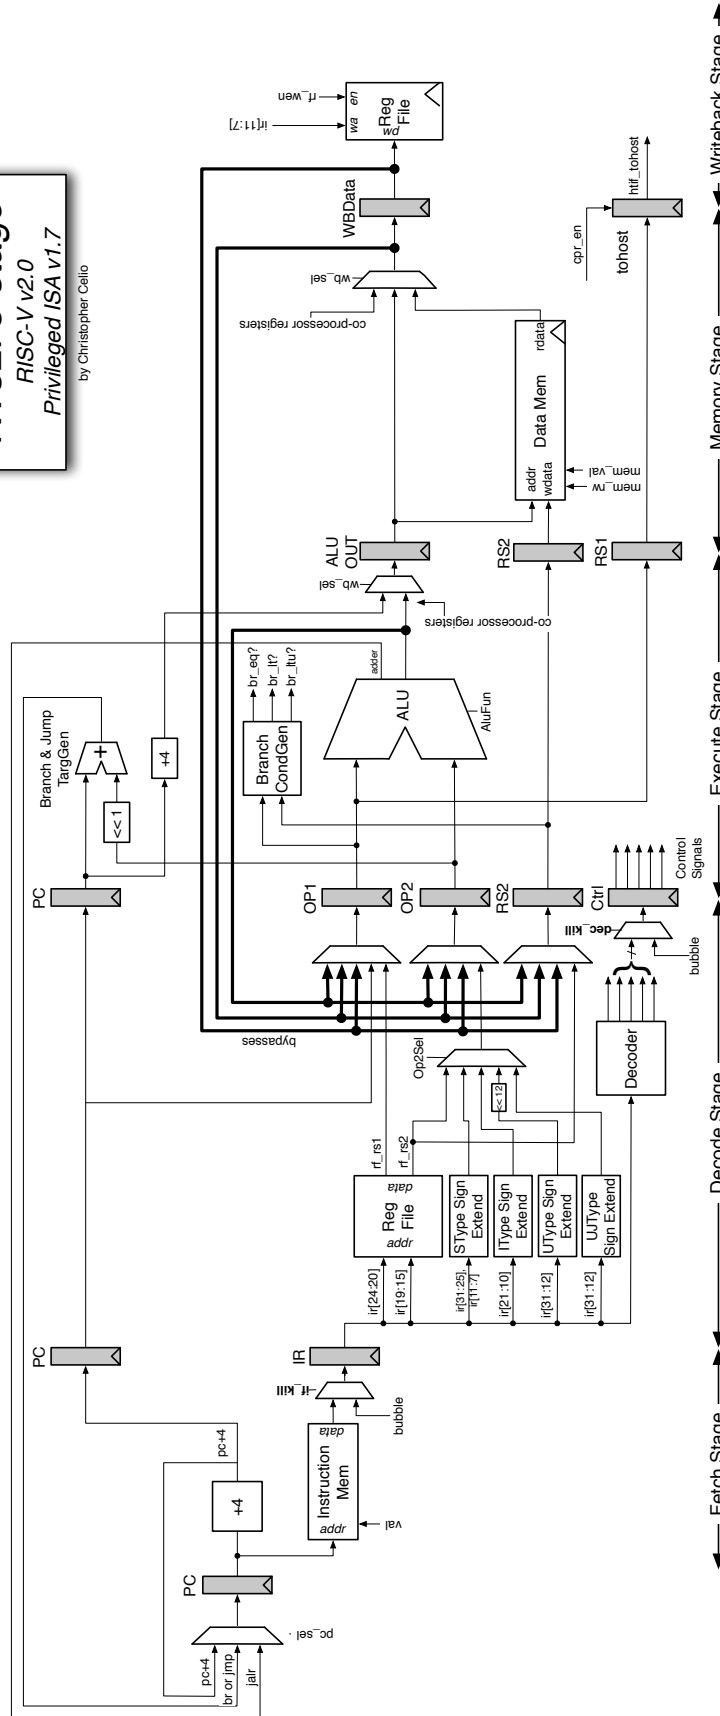 RISC-V v2.0
Privileged ISA v1.7
by Christopher Celio
Fetch Stage
Decode Stage
Execute Stage
Memory Stage
Writeback Stage
pc+4
br or jmp
jalr
pc_sel
PC
+4
pc+4
addr
Instruction
Mem
data
val
if_kill
bubble
PC
IR
ir[24:20]
ir[19:15]
ir[31:25],
ir[11:7]
ir[21:10]
ir[31:12]
ir[31:12]
addr
Reg
File
data
SType Sign
Extend
IType Sign
Extend
UType Sign
Extend
UJType
Sign Extend
rf_rs1
rf_rs2
<< 12
Op2Sel
bypasses
Decoder
dec_kill
bubble
PC
OP1
OP2
RS2
Ctrl
Control
Signals
Branch & Jump
TargGen
+
<< 1
+4
Branch
CondGen
br_eq?
br_lt?
br_ltu?
ALU
adder
AluFun
wb_sel
co-processor registers
ALU
OUT
RS2
RS1
addr
wdata
Data Mem
rdata
mem_rw
mem_val
co-processor registers
wb_sel
WBData
cpr_en
tohost
htif_tohost
ir[11:7]
rf_wen
wa
en
Reg
File
wd